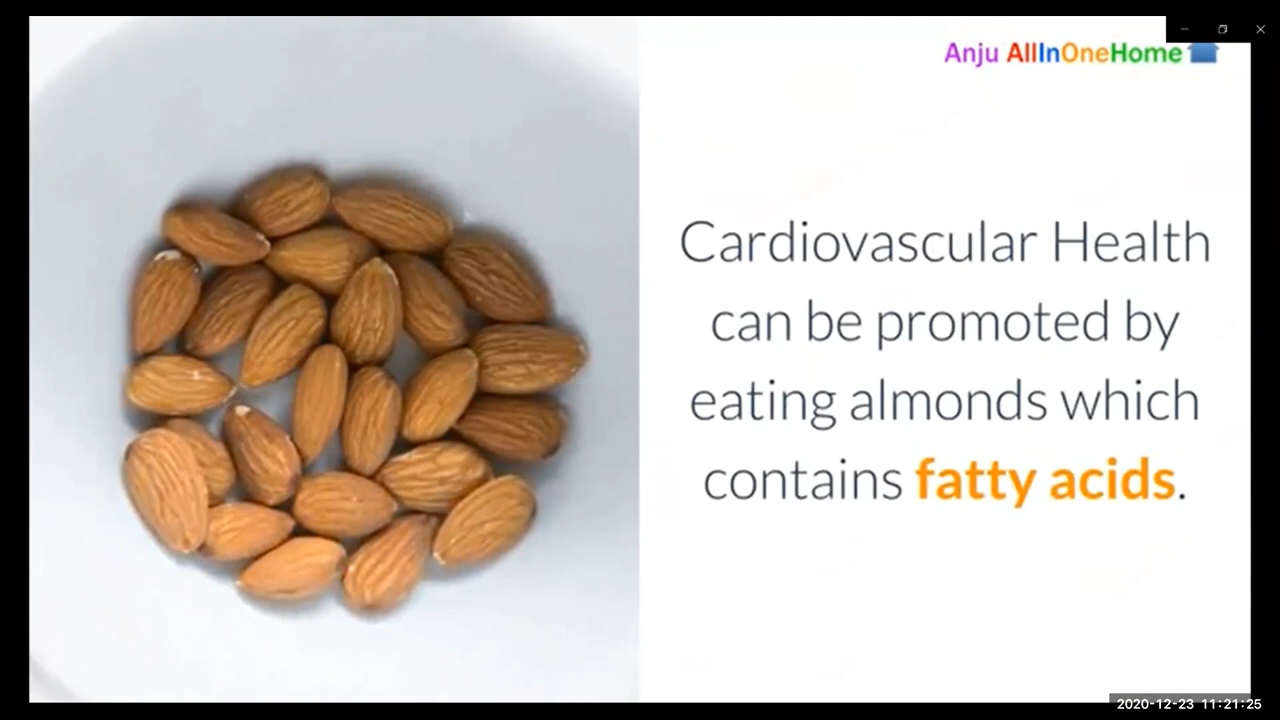 Anju AllInOneHome
Cardiovascular Health
can be promoted by
eating almonds which
contains fatty acids.
2020-12-23 11:21:25